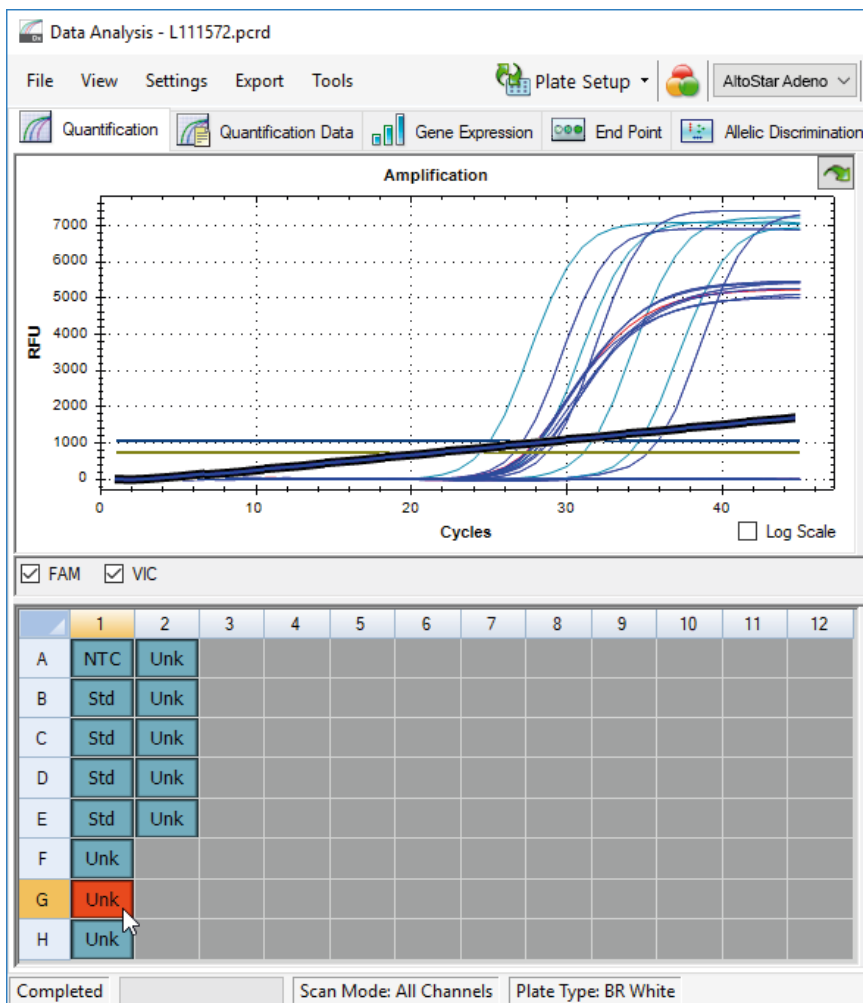 Data Analysis - L111572.pcrd
File View Settings Export Tools Plate Setup AltoStar Adeno
Quantification Quantification Data Gene Expression End Point Allelic Discrimination
Amplification
7000
6000
5000
4000
3000
2000
1000
0
RFU
0 10 20 30 40
Cycles
Log Scale
FAM VIC
1 2 3 4 5 6 7 8 9 10 11 12
A NTC Unk
B Std Unk
C Std Unk
D Std Unk
E Std Unk
F Unk
G Unk
H Unk
Completed Scan Mode: All Channels Plate Type: BR White